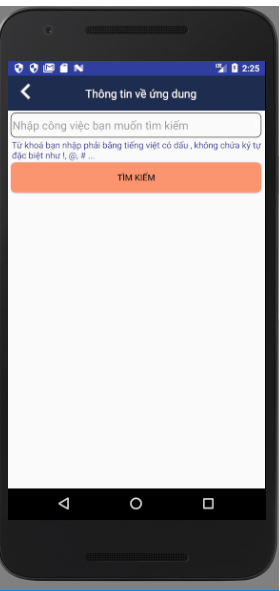 2:25
Thông tin về ứng dung
Nhập công việc bạn muốn tìm kiếm
Từ khoá bạn nhập phải bằng tiếng việt có dấu , không chứa ký tự
đặc biệt như !, @, # ...
TÌM KIẾM